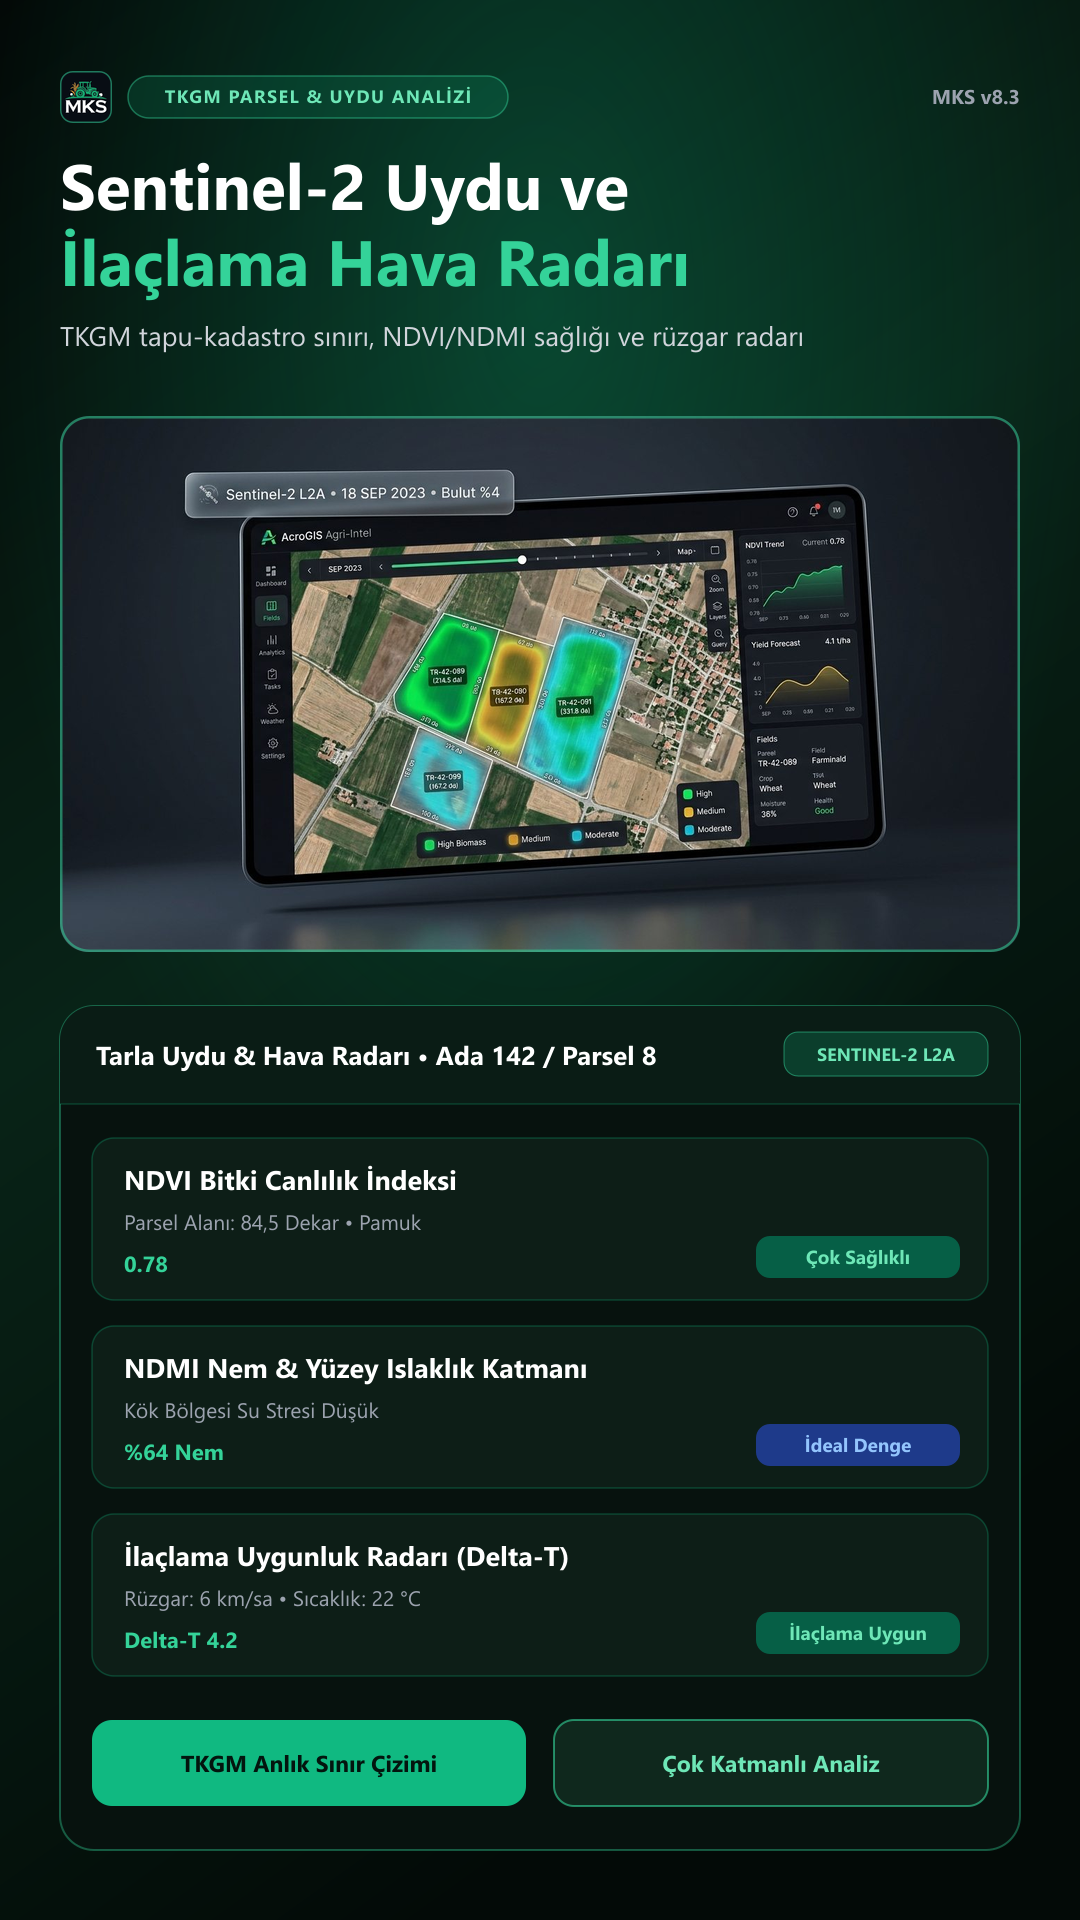 MKS
TKGM PARSEL & UYDU ANALİZİ
MKS v8.3
Sentinel-2 Uydu ve
İlaçlama Hava Radarı
TKGM tapu-kadastro sınırı, NDVI/NDMI sağlığı ve rüzgar radarı
Sentinel-2 L2A • 18 SEP 2023 • Bulut %4
AcroGIS Agri-Intel
Dashboard
Fields
Analytics
Tasks
Weather
Settings
SEP 2023
Map
Zoom
Layers
Query
TR-42-089
(214.5 da)
TB-42-090
(167.2 da)
TR-42-091
(331.8 da)
TR-42-099
(167.2 da)
High Biomass
Medium
Moderate
High
Medium
Moderate
NDVI Trend
Current 0.78
Yield Forecast
4.1 t/ha
Fields
Parcel
Field
TR-42-089
Farminald
Crop
Wheat
Wheat
Moisture
Health
36%
Good
Tarla Uydu & Hava Radarı • Ada 142 / Parsel 8
SENTINEL-2 L2A
NDVI Bitki Canlılık İndeksi
Parsel Alanı: 84,5 Dekar • Pamuk
0.78
Çok Sağlıklı
NDMI Nem & Yüzey Islaklık Katmanı
Kök Bölgesi Su Stresi Düşük
%64 Nem
İdeal Denge
İlaçlama Uygunluk Radarı (Delta-T)
Rüzgar: 6 km/sa • Sıcaklık: 22 °C
Delta-T 4.2
İlaçlama Uygun
TKGM Anlık Sınır Çizimi
Çok Katmanlı Analiz